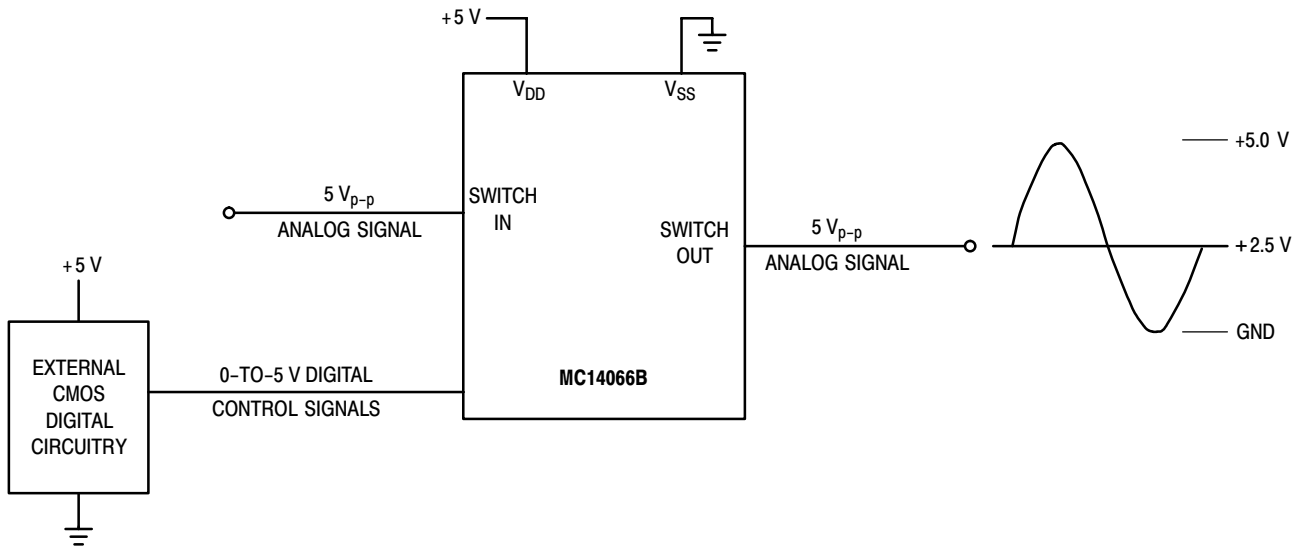 +5 V
V_DD
V_SS
5 V_p-p
ANALOG SIGNAL
SWITCH
IN
SWITCH
OUT
5 V_p-p
ANALOG SIGNAL
+5.0 V
+2.5 V
GND
+5 V
EXTERNAL
CMOS
DIGITAL
CIRCUITRY
0-TO-5 V DIGITAL
CONTROL SIGNALS
MC14066B